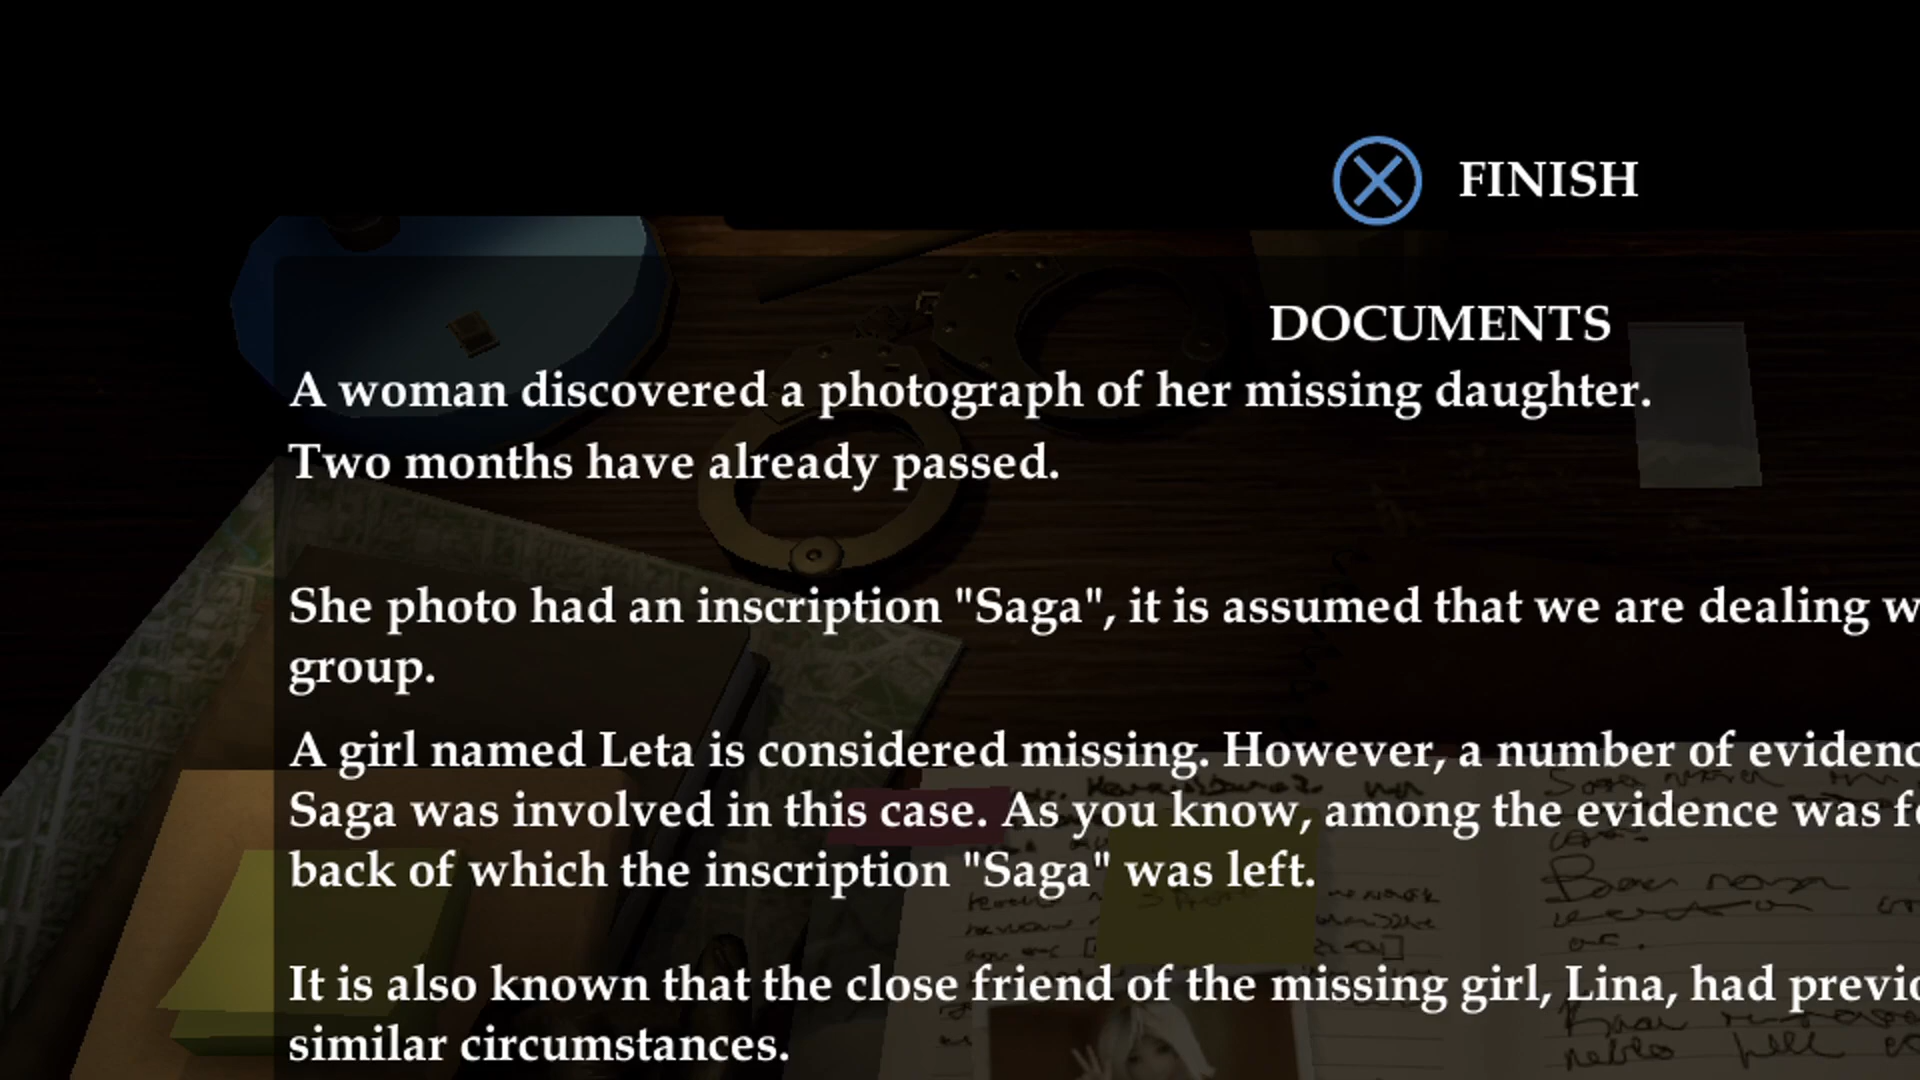 FINISH
DOCUMENTS
A woman discovered a photograph of her missing daughter.
Two months have already passed.
She photo had an inscription "Saga", it is assumed that we are dealing
group.
A girl named Leta is considered missing. However, a number of
Saga was involved in this case. As you know, among the evidence was
back of which the inscription "Saga" was left.
It is also known that the close friend of the missing girl, Lina, had
similar circumstances.